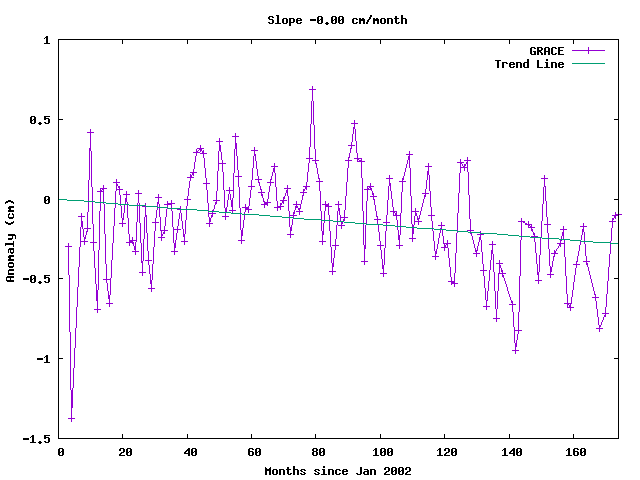 Slope -0.00 cm/month
GRACE
Trend Line
1
0.5
0
-0.5
-1
-1.5
Anomaly (cm)
0 20 40 60 80 100 120 140 160
Months since Jan 2002